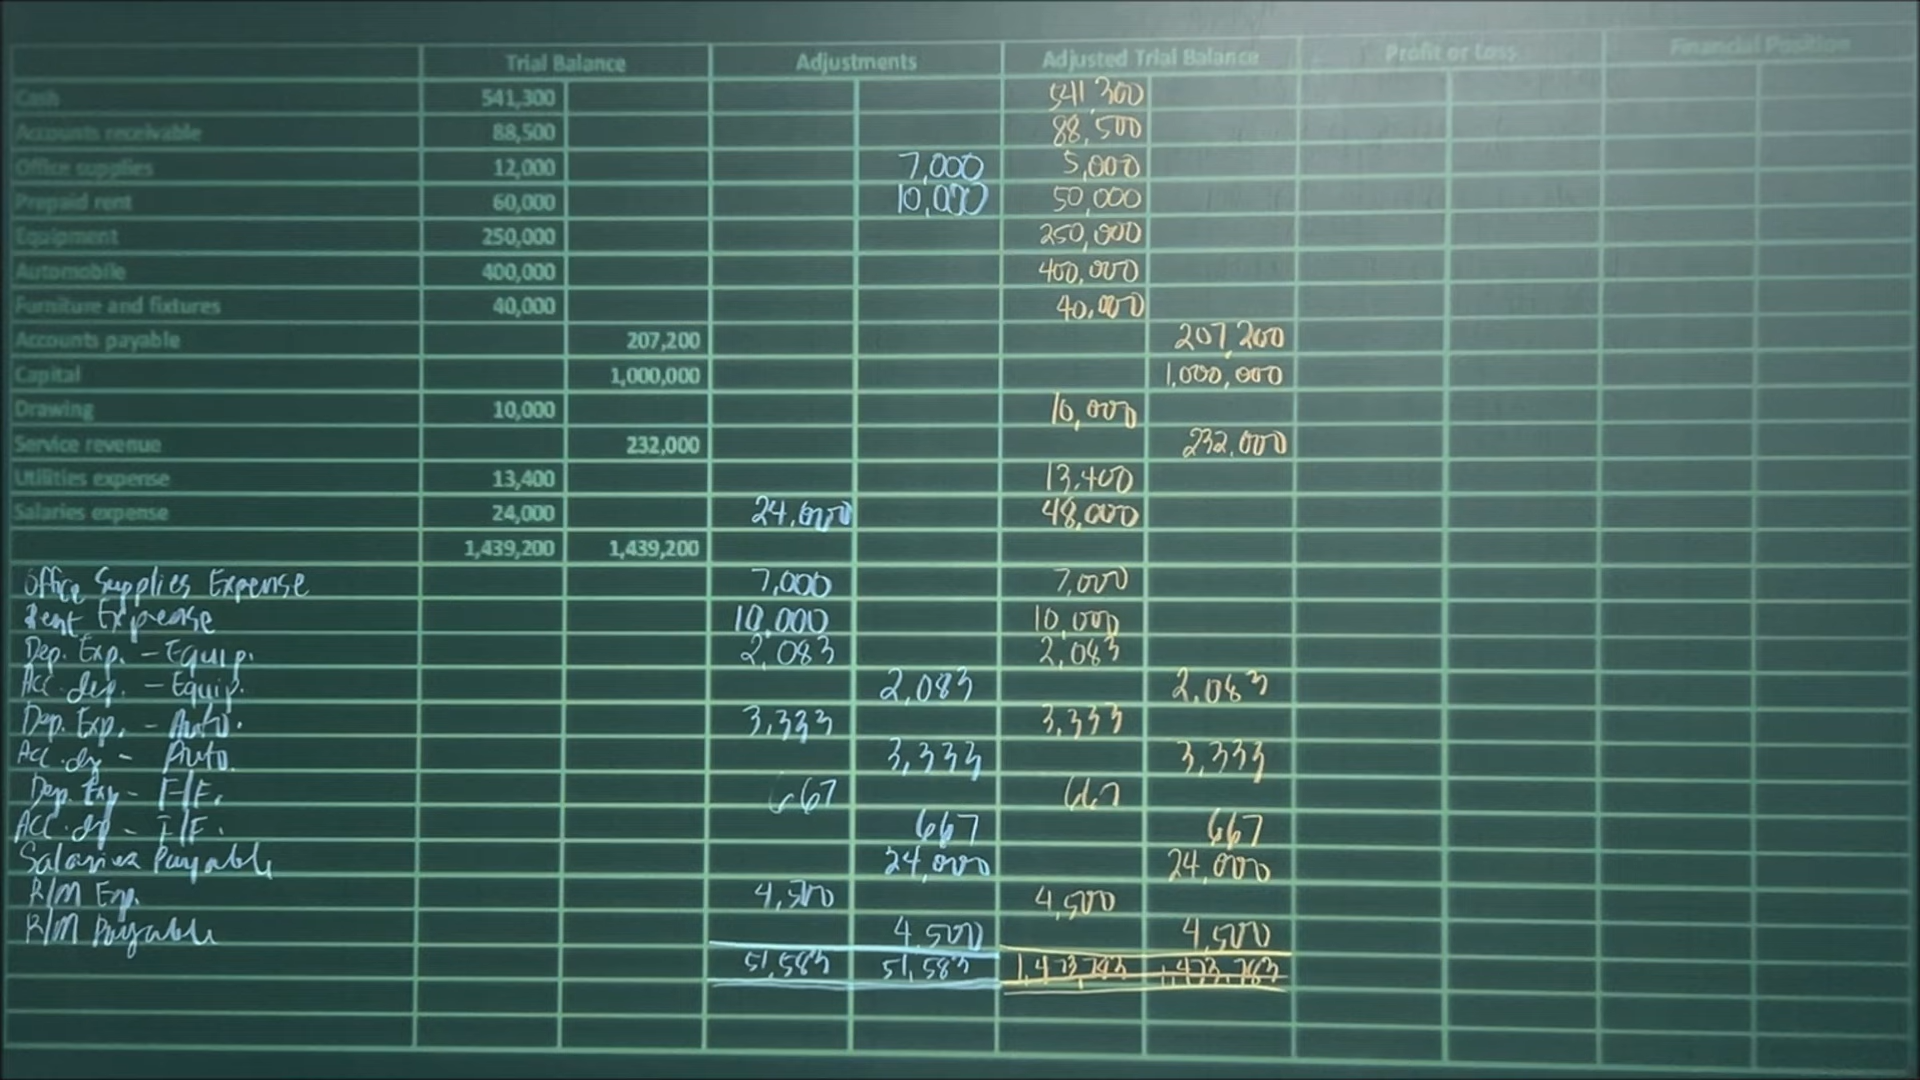 Trial Balance Adjustments Adjusted Trial Balance Profit or Loss Financial Position
Cash 541,300 541,300
Accounts receivable 88,500 88,500
Office supplies 12,000 7,000 5,000
Prepaid rent 60,000 10,000 50,000
Equipment 250,000 250,000
Automobile 400,000 400,000
Furniture and fixtures 40,000 40,000
Accounts payable 207,200 207,200
Capital 1,000,000 1,000,000
Drawing 10,000 10,000
Service revenue 232,000 232,000
Utilities expense 13,400 13,400
Salaries expense 24,000 24,000 48,000
1,439,200 1,439,200
Office Supplies Expense 7,000 7,000
Rent Expense 10,000 10,000
Dep. Exp. - Equip. 2,083 2,083
Acc. dep. - Equip. 2,083 2,083
Dep. Exp. - Auto. 3,333 3,333
Acc. dep - Auto. 3,333 3,333
Dep. Exp - F/F. 667 667
Acc. dep - F/F. 667 667
Salaries Payable 24,000 24,000
R/M Exp. 4,500 4,500
R/M Payable 4,500 4,500
51,583 51,583 1,473,783 1,473,783